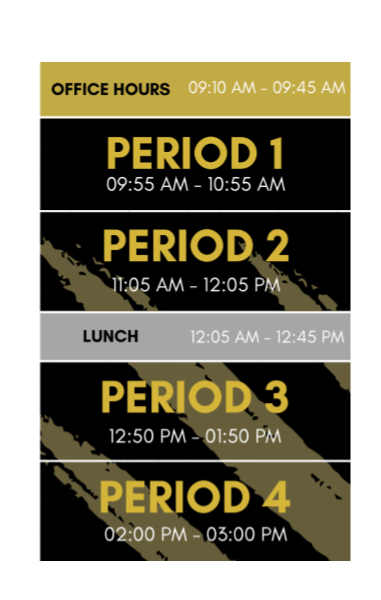 OFFICE HOURS 09:10 AM - 09:45 AM
PERIOD 1
09:55 AM - 10:55 AM
PERIOD 2
11:05 AM - 12:05 PM
LUNCH 12:05 AM - 12:45 PM
PERIOD 3
12:50 PM - 01:50 PM
PERIOD 4
02:00 PM - 03:00 PM